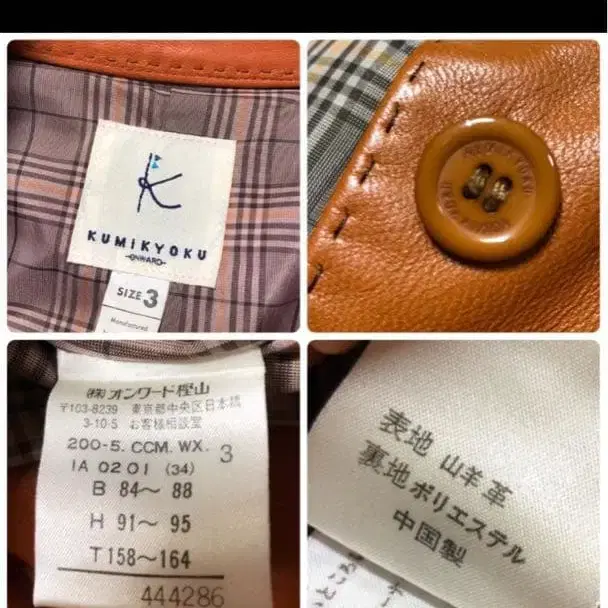 K
KUMIKYOKU
-ONWARD-
SIZE 3
Manufactured
KUMIKYOKU
KUMIKYOKU
㈱オンワード樫山
〒103-8239 東京都中央区日本橋
3-10-5 お客様相談室
200-5. CCM. WX. 3
IA 0201 (34)
B 84～ 88
H 91～ 95
T 158～164
444286
表地 山羊革
裏地 ポリエステル
中国製